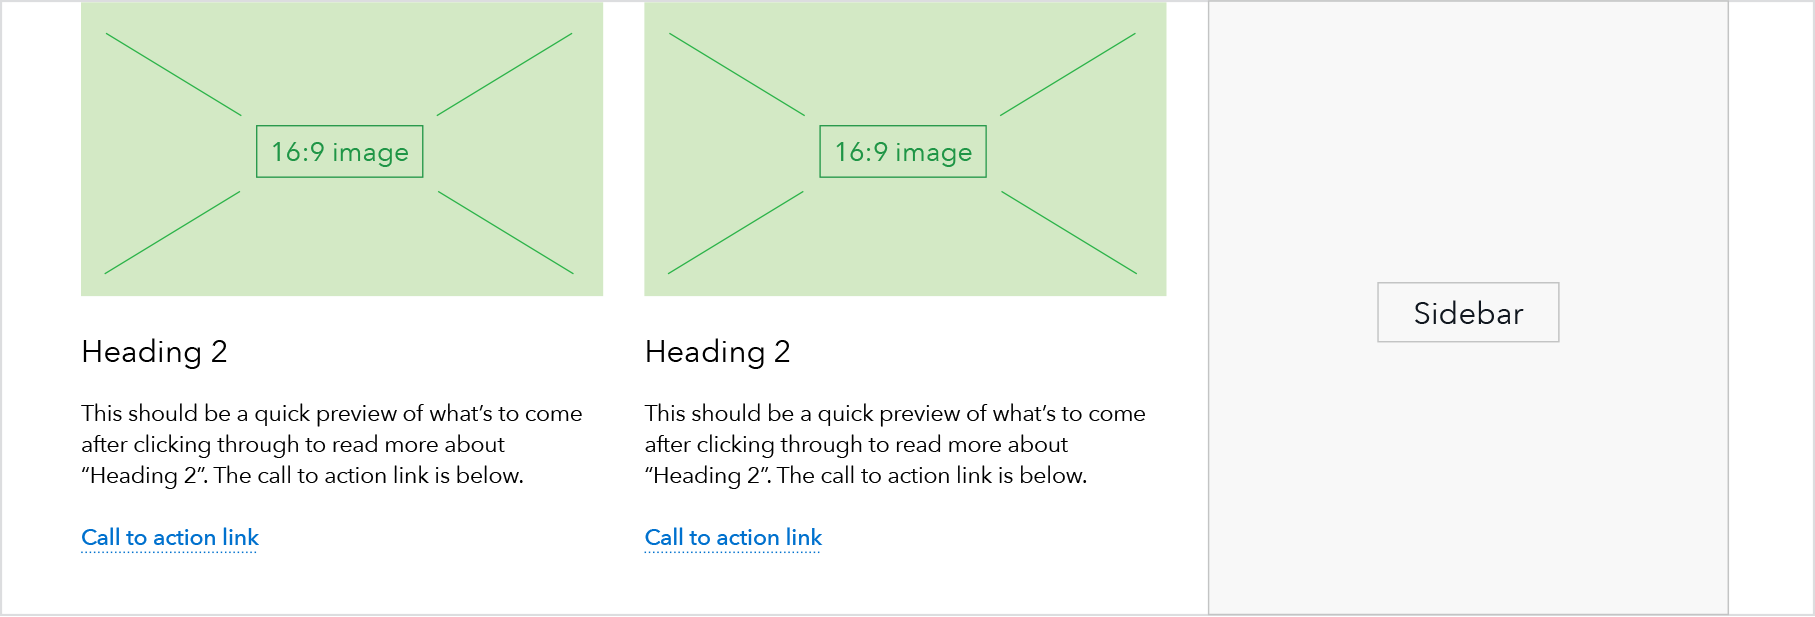 16:9 image
Heading 2
This should be a quick preview of what’s to come
after clicking through to read more about
“Heading 2”. The call to action link is below.
Call to action link
16:9 image
Heading 2
This should be a quick preview of what’s to come
after clicking through to read more about
“Heading 2”. The call to action link is below.
Call to action link
Sidebar